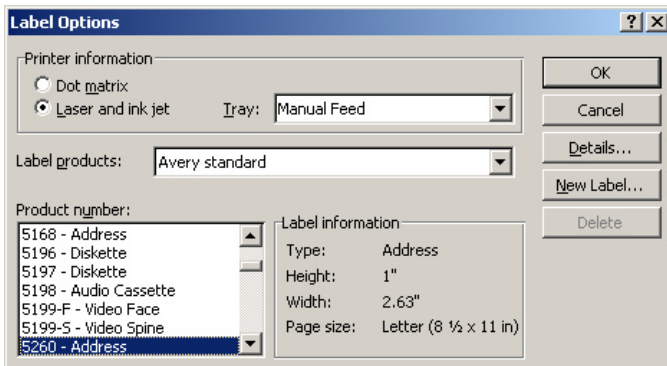 Label Options
Printer information
Dot matrix
Laser and ink jet
Tray:
Manual Feed
Label products:
Avery standard
Product number:
5168 - Address
5196 - Diskette
5197 - Diskette
5198 - Audio Cassette
5199-F - Video Face
5199-S - Video Spine
5260 - Address
Label information
Type: Address
Height: 1"
Width: 2.63"
Page size: Letter (8 ½ x 11 in)
OK
Cancel
Details...
New Label...
Delete